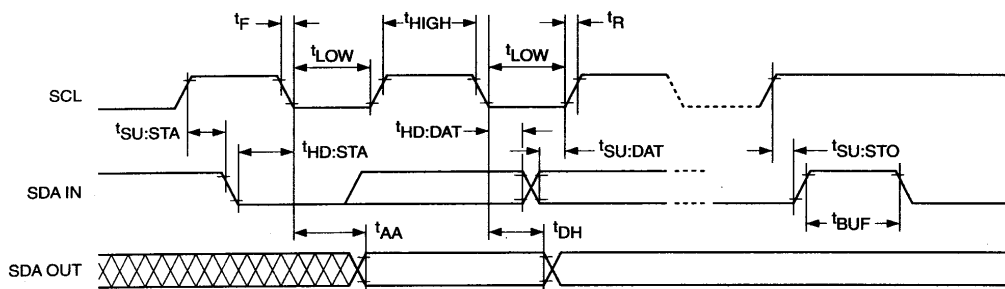 tF
tHIGH
tR
tLOW
tLOW
SCL
tSU:STA
tHD:STA
tHD:DAT
tSU:DAT
tSU:STO
SDA IN
tAA
tDH
tBUF
SDA OUT